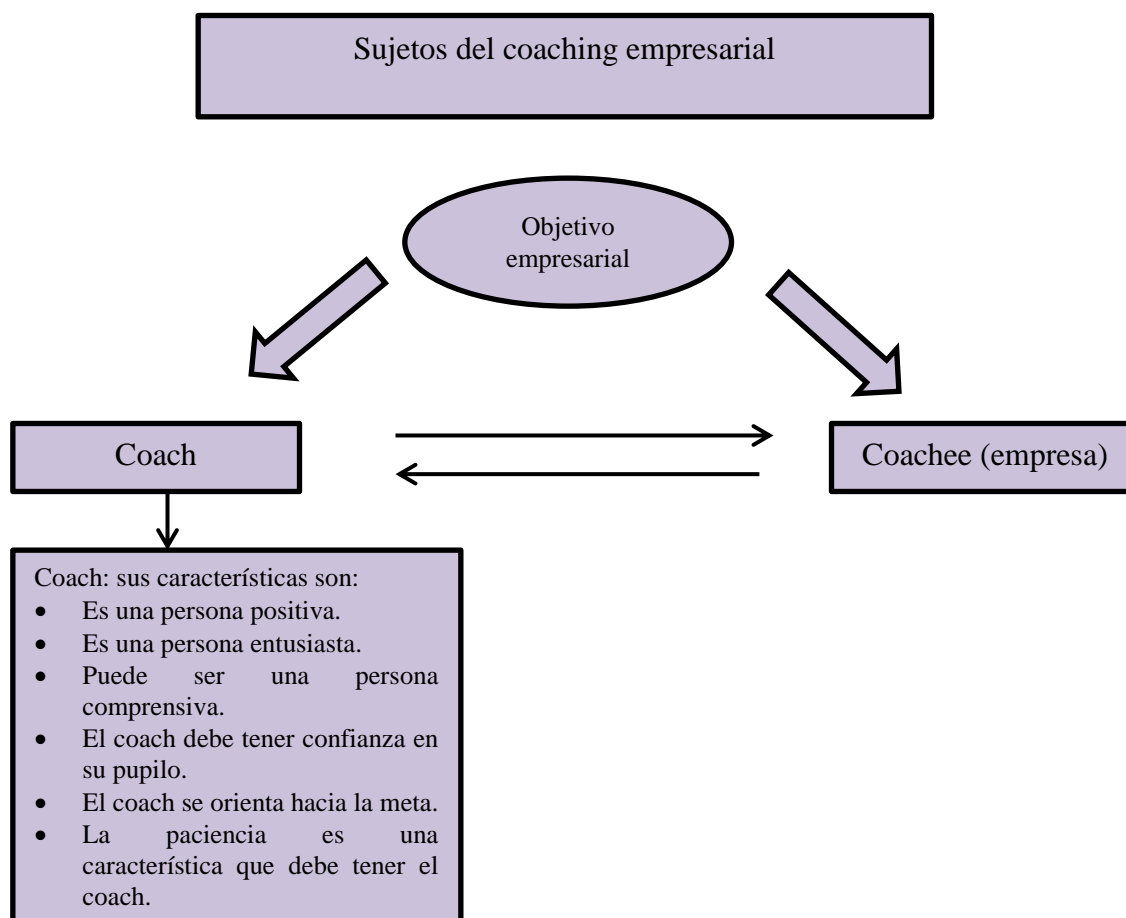 Sujetos del coaching empresarial
Objetivo
empresarial
Coach
Coachee (empresa)
Coach: sus características son:
• Es una persona positiva.
• Es una persona entusiasta.
• Puede ser una persona
comprensiva.
• El coach debe tener confianza en
su pupilo.
• El coach se orienta hacia la meta.
• La paciencia es una
característica que debe tener el
coach.